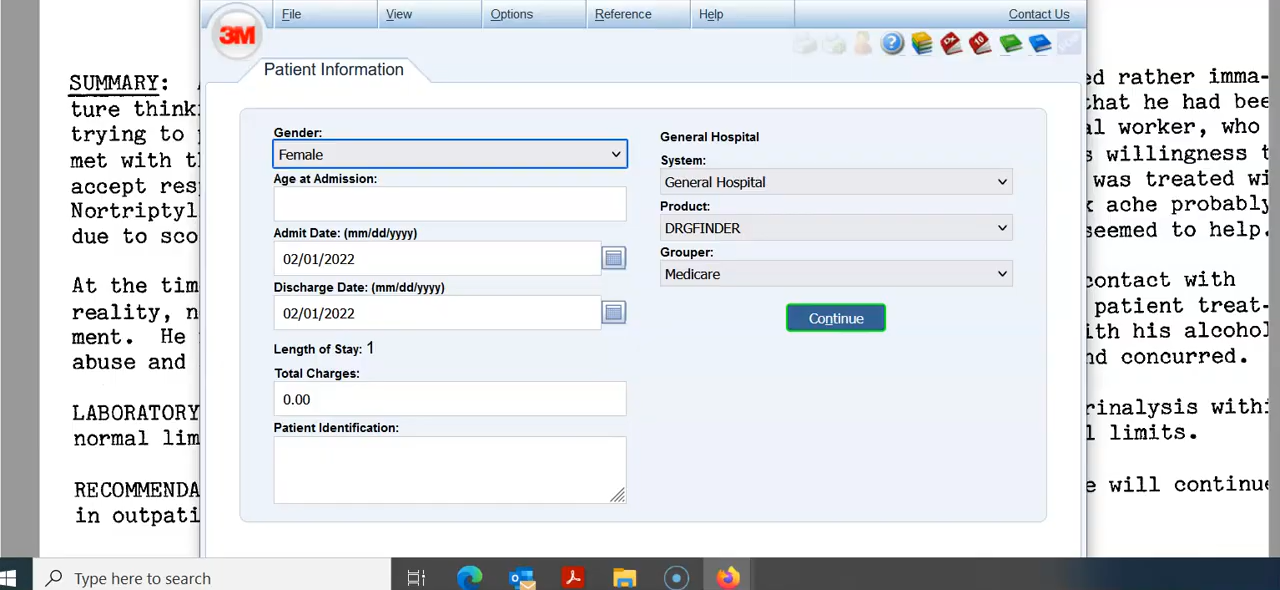 File View Options Reference Help Contact Us
3M
Patient Information
Gender:
Female
Age at Admission:
Admit Date: (mm/dd/yyyy)
02/01/2022
Discharge Date: (mm/dd/yyyy)
02/01/2022
Length of Stay: 1
Total Charges:
0.00
Patient Identification:
General Hospital
System:
General Hospital
Product:
DRGFINDER
Grouper:
Medicare
Continue
SUMMARY:
ture think
trying to
met with t
accept res
Nortriptyl
due to sco
At the tim
reality, n
ment. He
abuse and
LABORATORY
normal lim
RECOMMENDA
in outpati
ed rather imma-
that he had bee
al worker, who
s willingness t
was treated wi
k ache probably
seemed to help.
contact with
patient treat-
ith his alcohol
nd concurred.
rinalysis withi
l limits.
e will continue
Type here to search